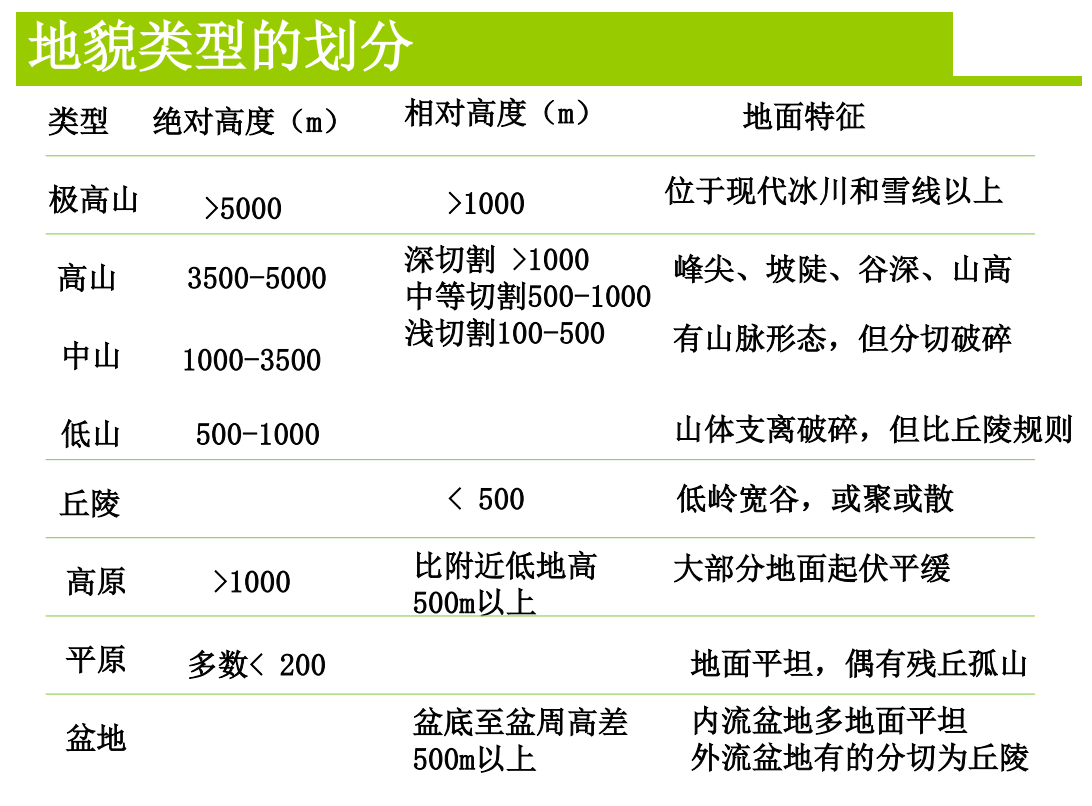 地貌类型的划分
类型 绝对高度（m） 相对高度（m） 地面特征
极高山 >5000 >1000 位于现代冰川和雪线以上
高山 3500-5000 深切割 >1000 峰尖、坡陡、谷深、山高
中等切割500-1000
浅切割100-500
中山 1000-3500 有山脉形态，但分切破碎
低山 500-1000 山体支离破碎，但比丘陵规则
丘陵 < 500 低岭宽谷，或聚或散
高原 >1000 比附近低地高 大部分地面起伏平缓
500m以上
平原 多数< 200 地面平坦，偶有残丘孤山
盆地 盆底至盆周高差 内流盆地多地面平坦
500m以上 外流盆地有的分切为丘陵